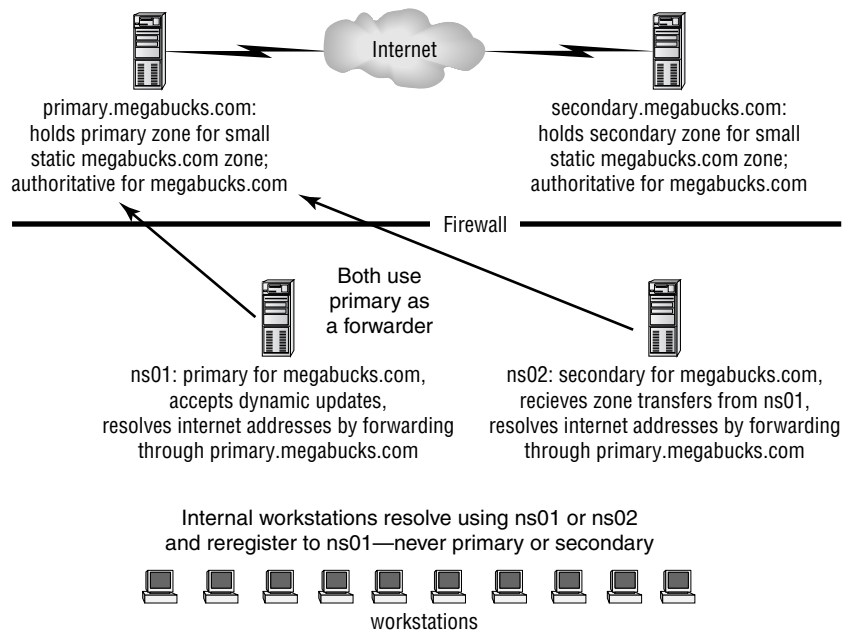 Internet
primary.megabucks.com:
holds primary zone for small
static megabucks.com zone;
authoritative for megabucks.com
secondary.megabucks.com:
holds secondary zone for small
static megabucks.com zone;
authoritative for megabucks.com
Firewall
Both use
primary as
a forwarder
ns01: primary for megabucks.com,
accepts dynamic updates,
resolves internet addresses by forwarding
through primary.megabucks.com
ns02: secondary for megabucks.com,
recieves zone transfers from ns01,
resolves internet addresses by forwarding
through primary.megabucks.com
Internal workstations resolve using ns01 or ns02
and reregister to ns01—never primary or secondary
workstations